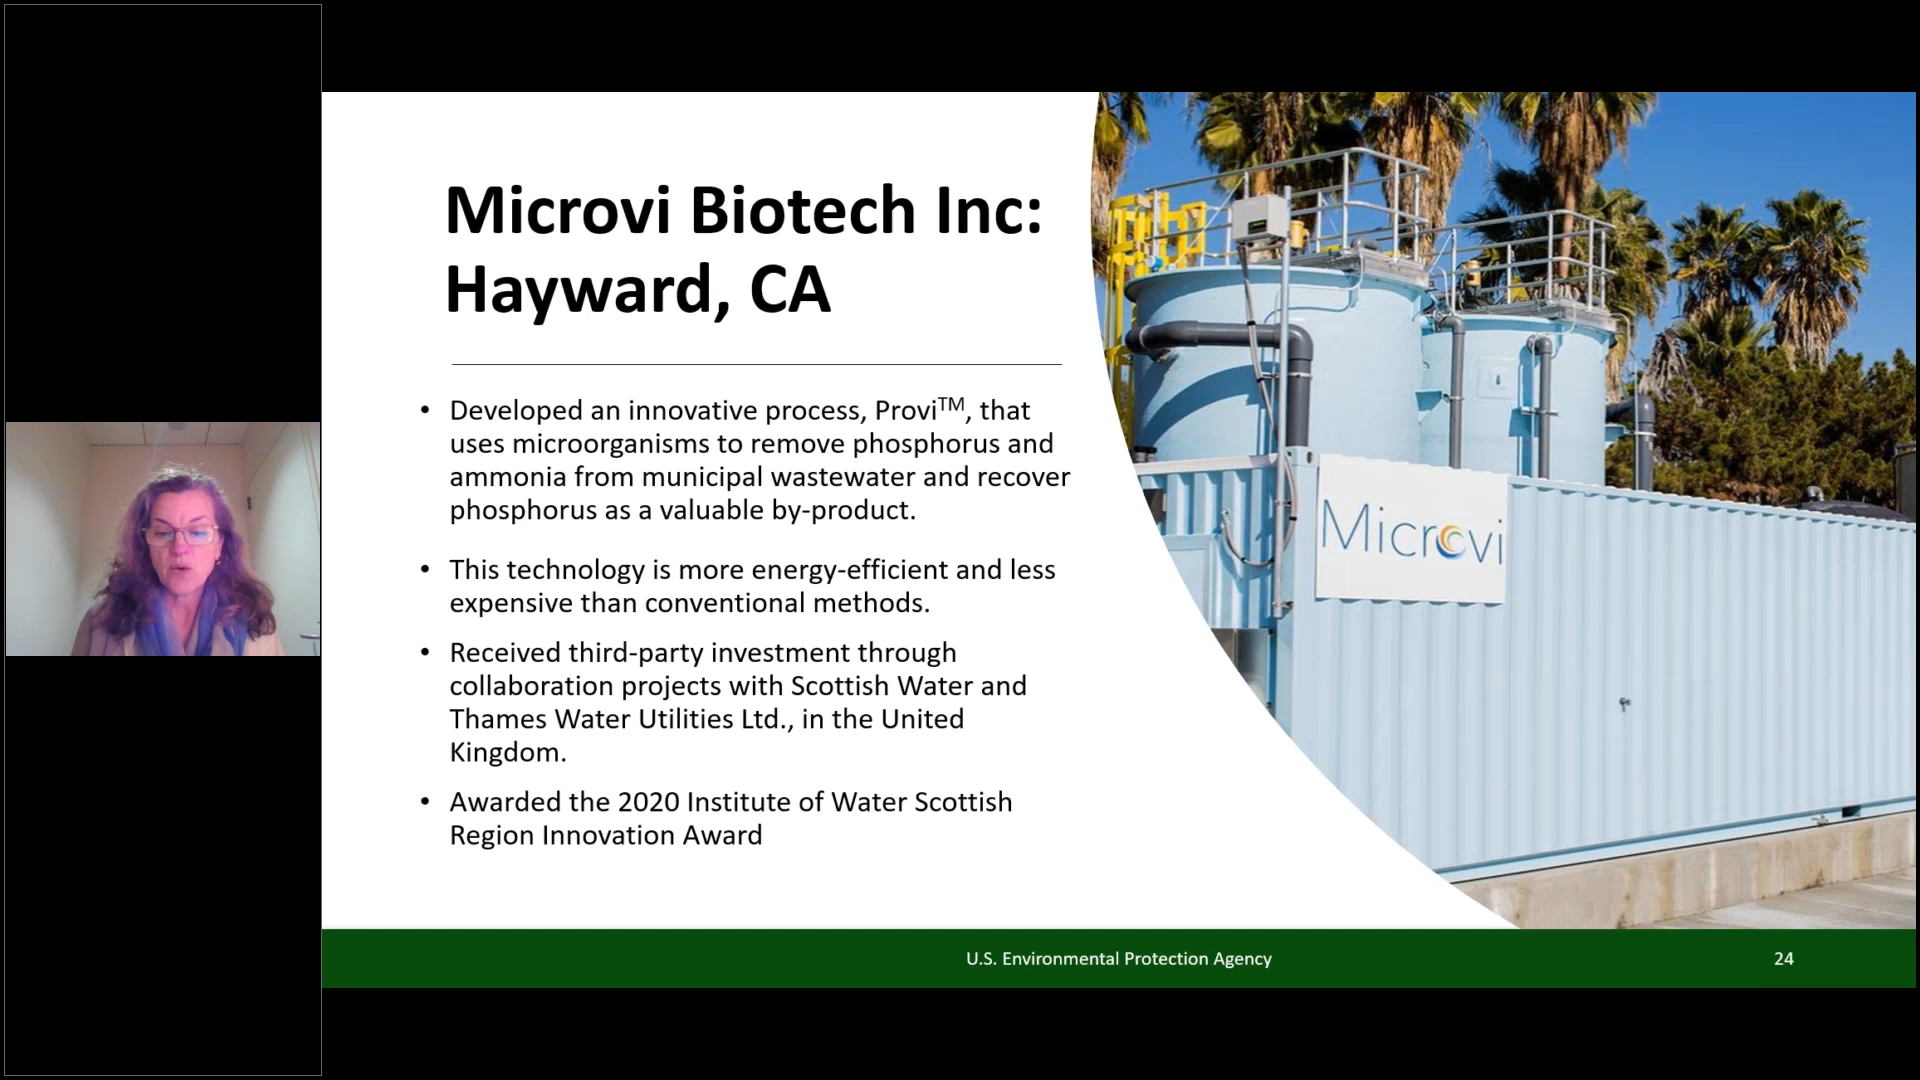 Microvi Biotech Inc:
Hayward, CA
• Developed an innovative process, Provi™, that
uses microorganisms to remove phosphorus and
ammonia from municipal wastewater and recover
phosphorus as a valuable by-product.
• This technology is more energy-efficient and less
expensive than conventional methods.
• Received third-party investment through
collaboration projects with Scottish Water and
Thames Water Utilities Ltd., in the United
Kingdom.
• Awarded the 2020 Institute of Water Scottish
Region Innovation Award
Microvi
U.S. Environmental Protection Agency
24